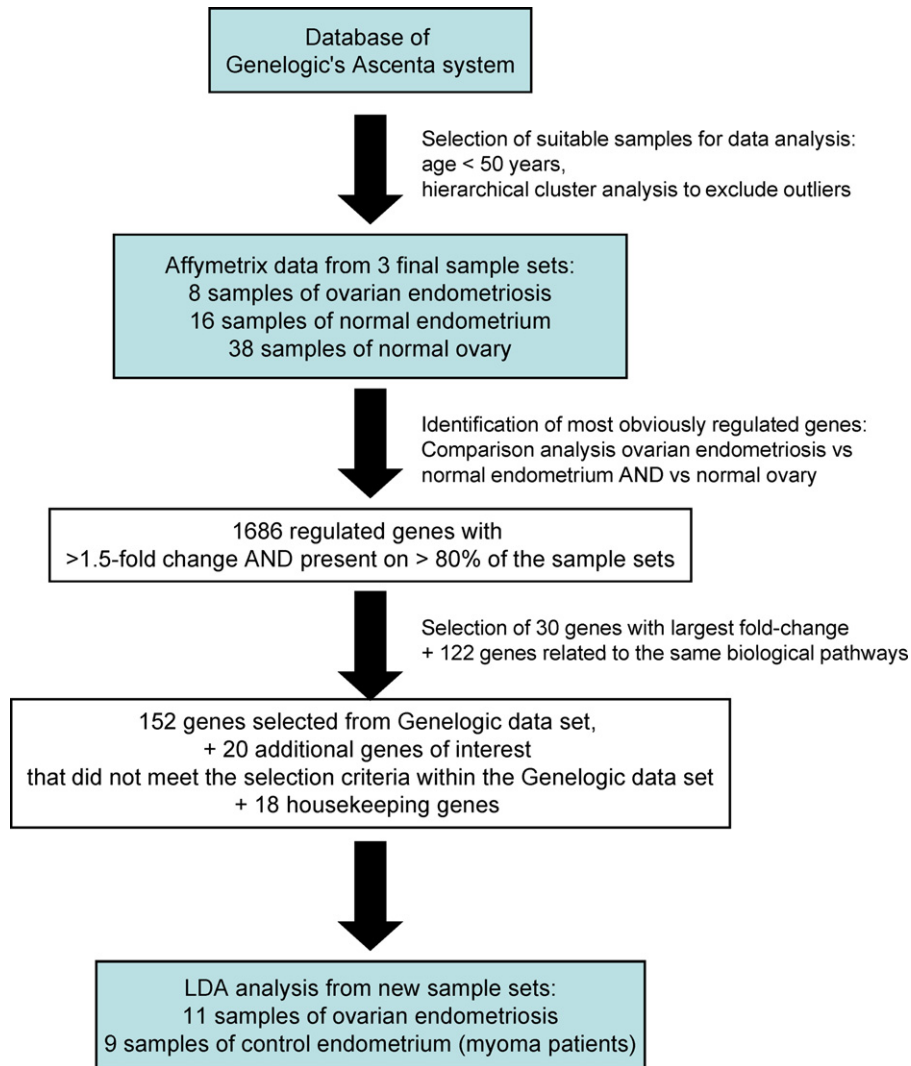 Database of
Genelogic's Ascenta system
Selection of suitable samples for data analysis:
age < 50 years,
hierarchical cluster analysis to exclude outliers
Affymetrix data from 3 final sample sets:
8 samples of ovarian endometriosis
16 samples of normal endometrium
38 samples of normal ovary
Identification of most obviously regulated genes:
Comparison analysis ovarian endometriosis vs
normal endometrium AND vs normal ovary
1686 regulated genes with
>1.5-fold change AND present on > 80% of the sample sets
Selection of 30 genes with largest fold-change
+ 122 genes related to the same biological pathways
152 genes selected from Genelogic data set,
+ 20 additional genes of interest
that did not meet the selection criteria within the Genelogic data set
+ 18 housekeeping genes
LDA analysis from new sample sets:
11 samples of ovarian endometriosis
9 samples of control endometrium (myoma patients)